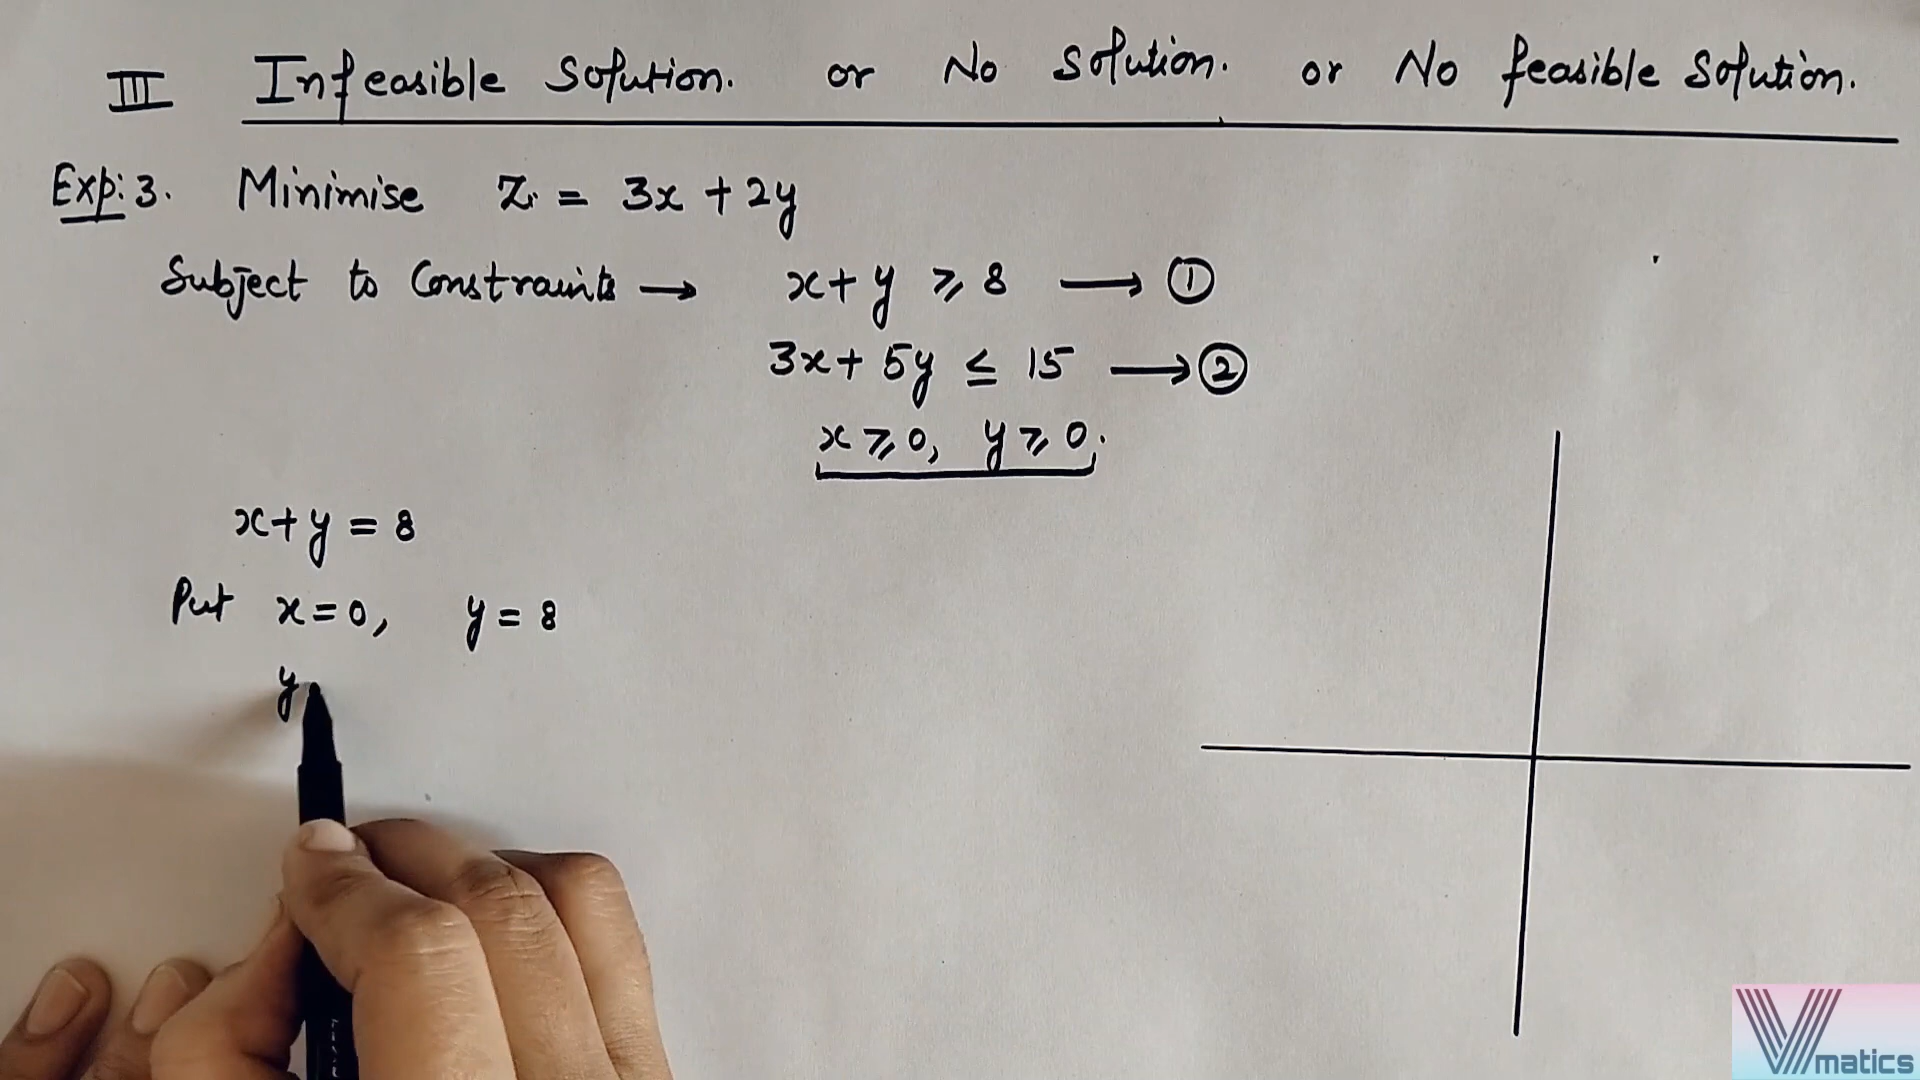 III Infeasible Solution. or No Solution. or No feasible Solution.
Exp: 3. Minimise Z = 3x + 2y
Subject to Constraints → x + y ≥ 8 → ①
3x + 5y ≤ 15 → ②
x ≥ 0, y ≥ 0.
x + y = 8
Put x = 0, y = 8
y
Vmatics